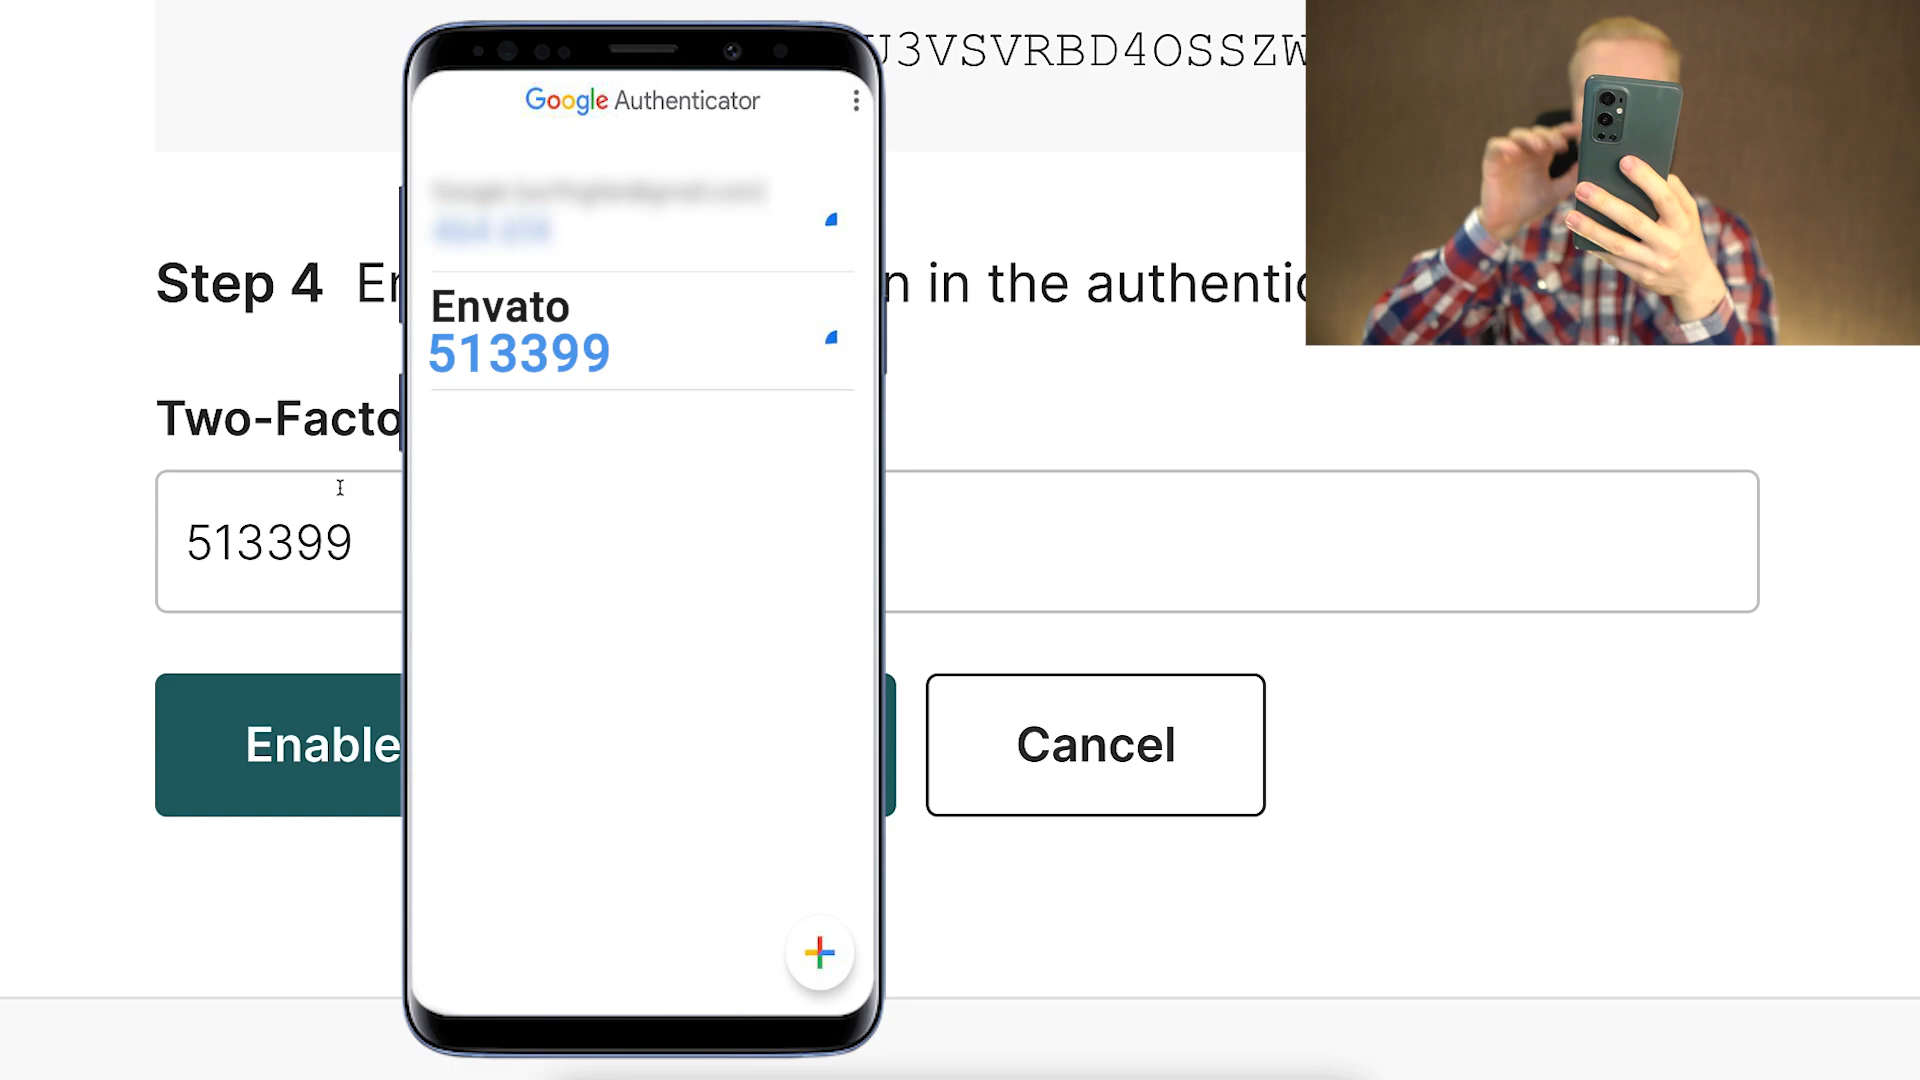 U3VSVRBD4OSSZW
Google Authenticator
Step 4 En
n in the authentic
Envato
513399
Two-Facto
513399
Enable
Cancel